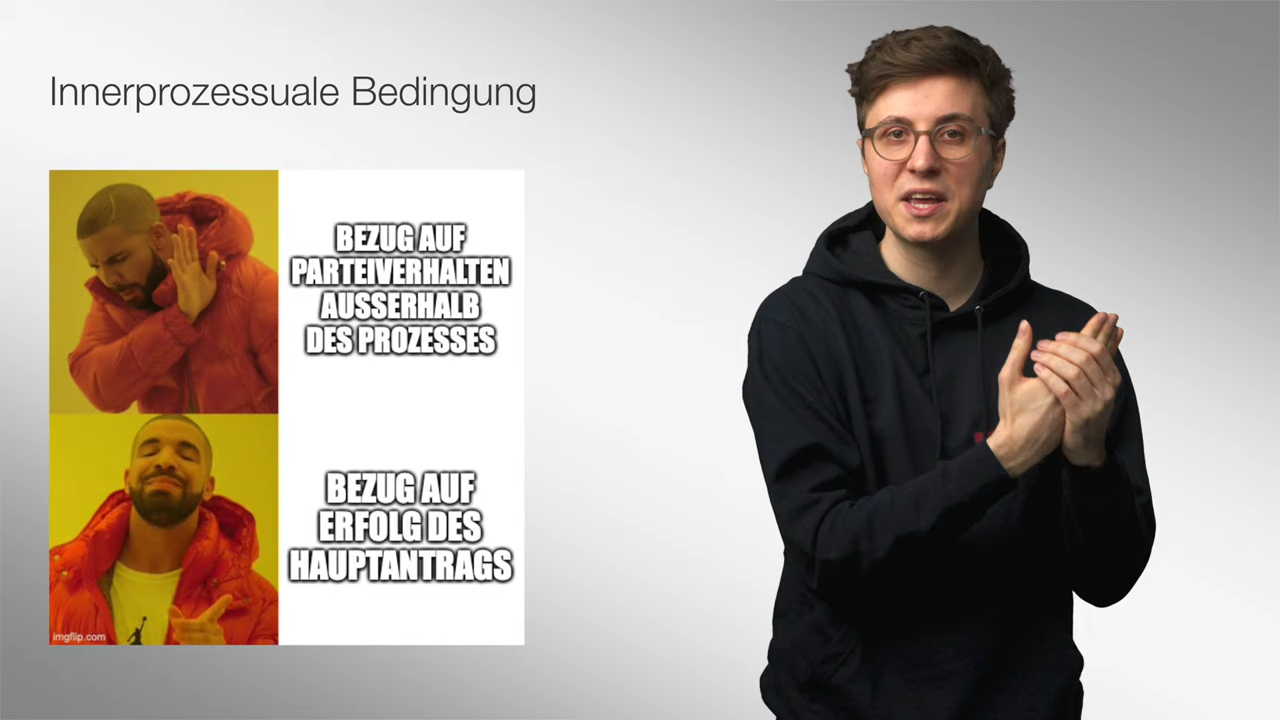 Innerprozessuale Bedingung
BEZUG AUF
PARTEIVERHALTEN
AUSSERHALB
DES PROZESSES
BEZUG AUF
ERFOLG DES
HAUPTANTRAGS
imgflip.com